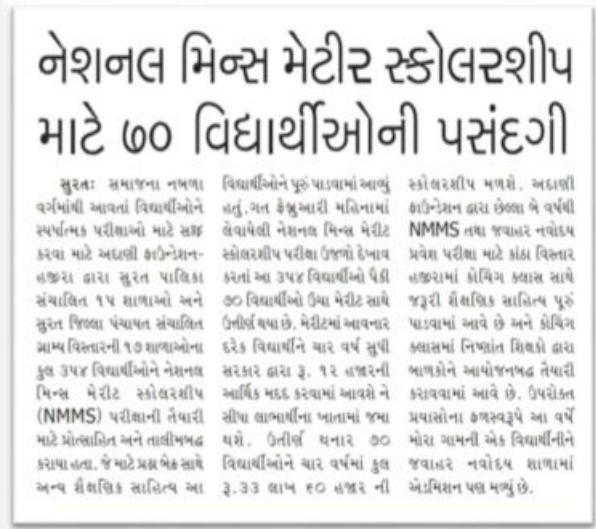 નેશનલ મિન્સ મેટીર સ્કોલરશીપ
માટે ૭૦ વિદ્યાર્થીઓની પસંદગી
સુરતઃ સમાજના નબળા
વર્ગમાંથી આવતાં વિદ્યાર્થીઓને
સ્પર્ધાત્મક પરીક્ષાઓ માટે સજ્જ
કરવા માટે અદાણી ફાઉન્ડેશન-
હજીરા દ્વારા સુરત પાલિકા
સંચાલિત ૧૫ શાળાઓ અને
સુરત જિલ્લા પંચાયત સંચાલિત
ગ્રામ્ય વિસ્તારની ૧૭ શાળાઓના
કુલ ૩૫૪ વિદ્યાર્થીઓને નેશનલ
મિન્સ મેરીટ સ્કોલરશીપ
(NMMS) પરીક્ષાની તૈયારી
માટે પ્રોત્સાહિત અને તાલીમબદ્ધ
કરાયા હતા. જે માટે પ્રશ્ન બેંક સાથે
અન્ય શૈક્ષણિક સાહિત્ય આ
વિદ્યાર્થીઓને પૂરું પાડવામાં આવ્યું
હતું. ગત ફેબ્રુઆરી મહિનામાં
લેવાયેલી નેશનલ મિન્સ મેરીટ
સ્કોલરશીપ પરીક્ષા ઉજળો દેખાવ
કરતાં આ ૩૫૪ વિદ્યાર્થીઓ પૈકી
૭૦ વિદ્યાર્થીઓ ઉંચા મેરીટ સાથે
ઉત્તીર્ણ થયા છે. મેરીટમાં આવનાર
દરેક વિદ્યાર્થીને ચાર વર્ષ સુધી
સરકાર દ્વારા રૂ. ૧૨ હજારની
આર્થિક મદદ કરવામાં આવશે ને
સીધા લાભાર્થીના ખાતામાં જમા
થશે. ઉત્તીર્ણ થનાર ૭૦
વિદ્યાર્થીઓને ચાર વર્ષમાં કુલ
રૂ.૩૩ લાખ ૬૦ હજાર ની
સ્કોલરશીપ મળશે. અદાણી
ફાઉન્ડેશન દ્વારા છેલ્લા બે વર્ષથી
NMMS તથા જવાહર નવોદય
પ્રવેશ પરીક્ષા માટે કાંઠા વિસ્તાર
હજીરામાં કોચિંગ ક્લાસ સાથે
જરૂરી શૈક્ષણિક સાહિત્ય પૂરું
પાડવામાં આવે છે અને કોચિંગ
ક્લાસમાં નિષ્ણાંત શિક્ષકો દ્વારા
બાળકોને આયોજનબદ્ધ તૈયારી
કરાવવામાં આવે છે. ઉપરોક્ત
પ્રયાસોના ફળસ્વરૂપે આ વર્ષે
મોરા ગામની એક વિદ્યાર્થીનીને
જવાહર નવોદય શાળામાં
એડમિશન પણ મળ્યું છે.